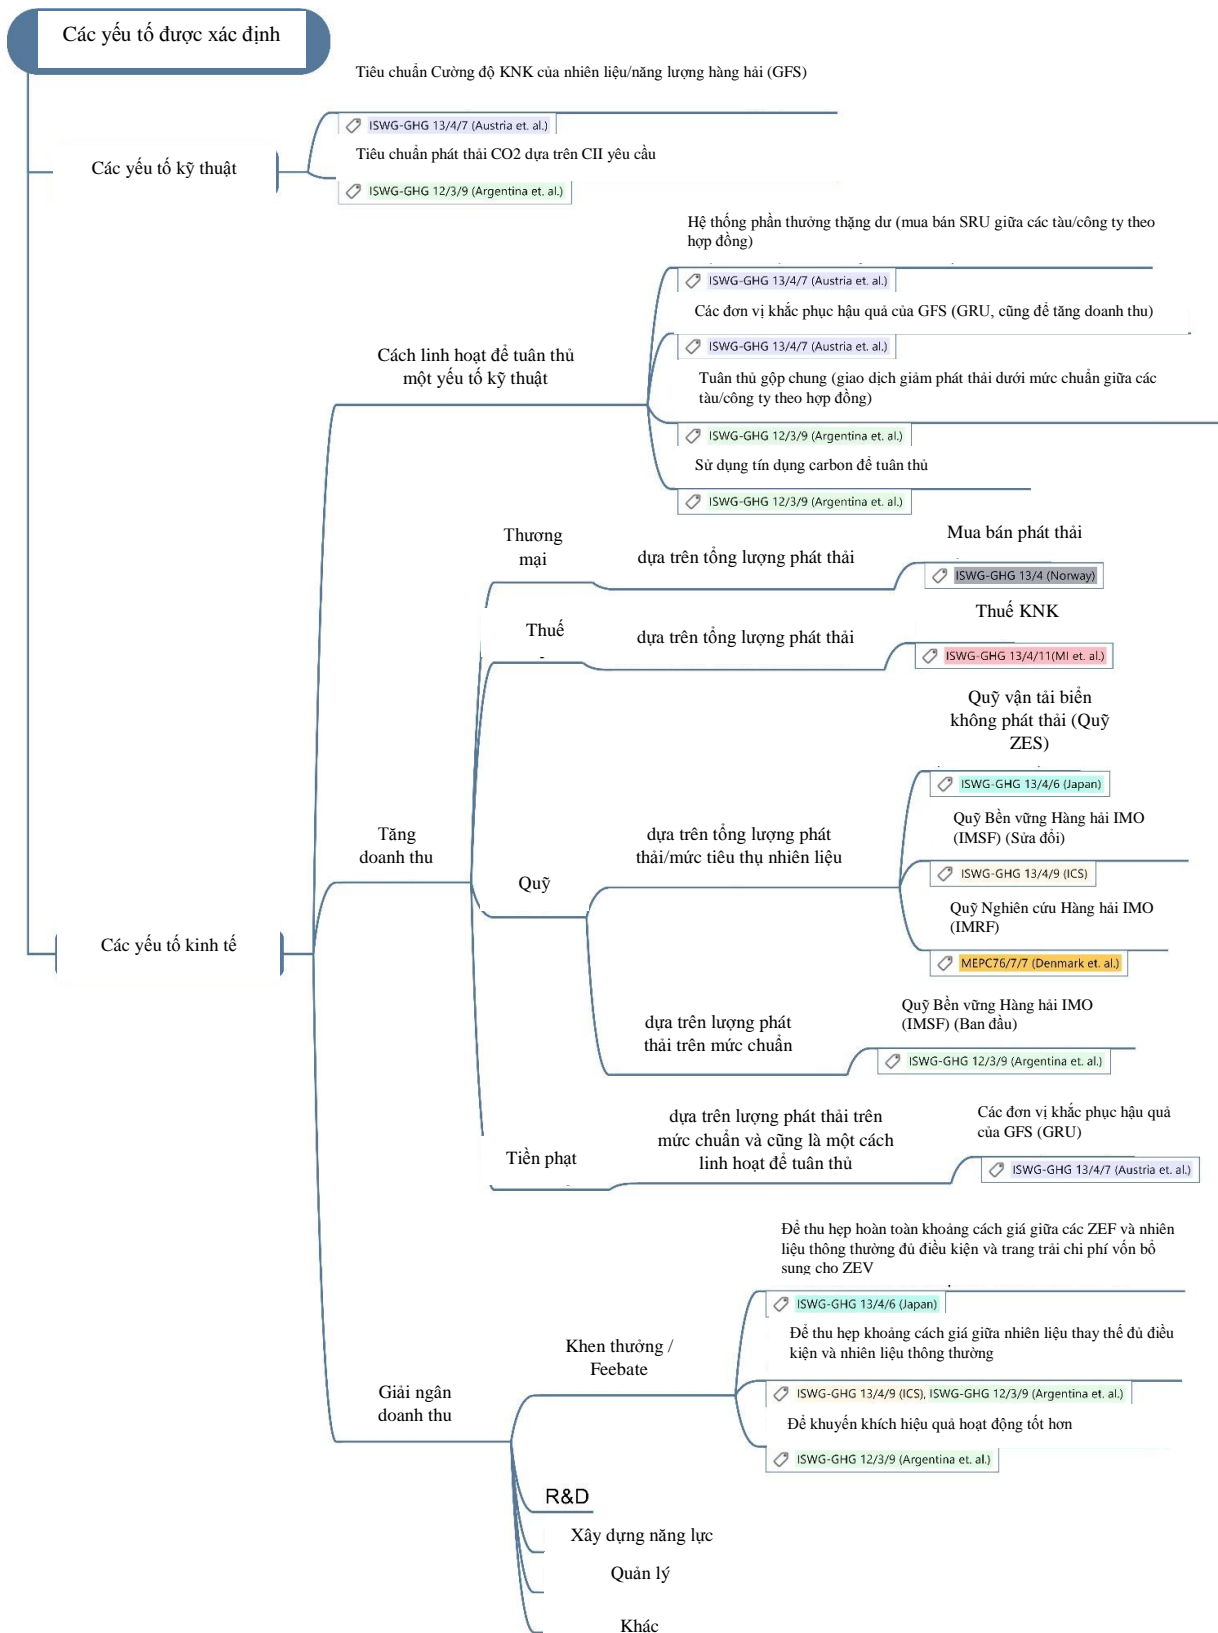 Các yếu tố được xác định
Tiêu chuẩn Cường độ KNK của nhiên liệu/năng lượng hàng hải (GFS)
ISWG-GHG 13/4/7 (Austria et. al.)
Các yếu tố kỹ thuật
Tiêu chuẩn phát thải CO2 dựa trên CII yêu cầu
ISWG-GHG 12/3/9 (Argentina et. al.)
Hệ thống phần thưởng thặng dư (mua bán SRU giữa các tàu/công ty theo
hợp đồng)
ISWG-GHG 13/4/7 (Austria et. al.)
Các đơn vị khắc phục hậu quả của GFS (GRU, cũng để tăng doanh thu)
ISWG-GHG 13/4/7 (Austria et. al.)
Cách linh hoạt để tuân thủ
một yếu tố kỹ thuật
Tuân thủ gộp chung (giao dịch giảm phát thải dưới mức chuẩn giữa các
tàu/công ty theo hợp đồng)
ISWG-GHG 12/3/9 (Argentina et. al.)
Sử dụng tín dụng carbon để tuân thủ
ISWG-GHG 12/3/9 (Argentina et. al.)
Thương
mại
dựa trên tổng lượng phát thải
Mua bán phát thải
ISWG-GHG 13/4 (Norway)
Thuế
dựa trên tổng lượng phát thải
Thuế KNK
ISWG-GHG 13/4/11(MI et. al.)
Quỹ vận tải biển
không phát thải (Quỹ
ZES)
ISWG-GHG 13/4/6 (Japan)
Tăng
doanh thu
Quỹ
dựa trên tổng lượng phát
thải/mức tiêu thụ nhiên liệu
Quỹ Bền vững Hàng hải IMO
(IMSF) (Sửa đổi)
ISWG-GHG 13/4/9 (ICS)
Quỹ Nghiên cứu Hàng hải IMO
(IMRF)
MEPC76/7/7 (Denmark et. al.)
Các yếu tố kinh tế
dựa trên lượng phát
thải trên mức chuẩn
Quỹ Bền vững Hàng hải IMO
(IMSF) (Ban đầu)
ISWG-GHG 12/3/9 (Argentina et. al.)
Tiền phạt
dựa trên lượng phát thải trên
mức chuẩn và cũng là một cách
linh hoạt để tuân thủ
Các đơn vị khắc phục hậu quả
của GFS (GRU)
ISWG-GHG 13/4/7 (Austria et. al.)
Để thu hẹp hoàn toàn khoảng cách giá giữa các ZEF và nhiên
liệu thông thường đủ điều kiện và trang trải chi phí vốn bổ
sung cho ZEV
ISWG-GHG 13/4/6 (Japan)
Khen thưởng /
Feebate
Để thu hẹp khoảng cách giá giữa nhiên liệu thay thế đủ điều
kiện và nhiên liệu thông thường
ISWG-GHG 13/4/9 (ICS), ISWG-GHG 12/3/9 (Argentina et. al.)
Giải ngân
doanh thu
Để khuyến khích hiệu quả hoạt động tốt hơn
ISWG-GHG 12/3/9 (Argentina et. al.)
R&D
Xây dựng năng lực
Quản lý
Khác